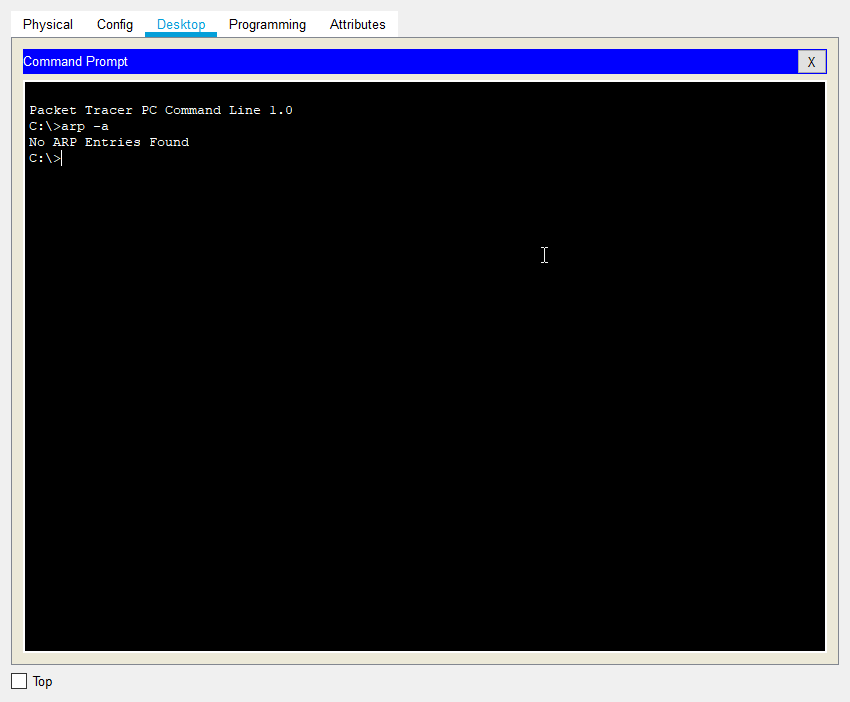 Physical Config Desktop Programming Attributes
Command Prompt X
Packet Tracer PC Command Line 1.0
C:\>arp -a
No ARP Entries Found
C:\>
Top